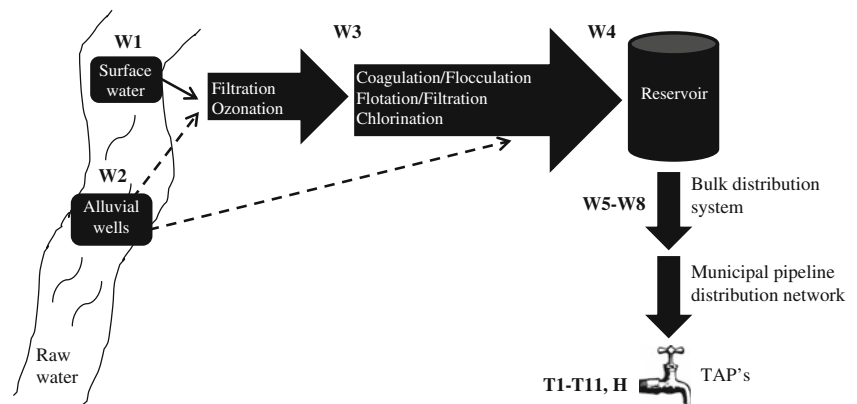 W1
W3
W4
Surface
water
Filtration
Ozonation
Coagulation/Flocculation
Flotation/Filtration
Chlorination
Reservoir
W2
Alluvial
wells
W5-W8
Bulk distribution
system
Municipal pipeline
distribution network
Raw
water
T1-T11, H
TAP's